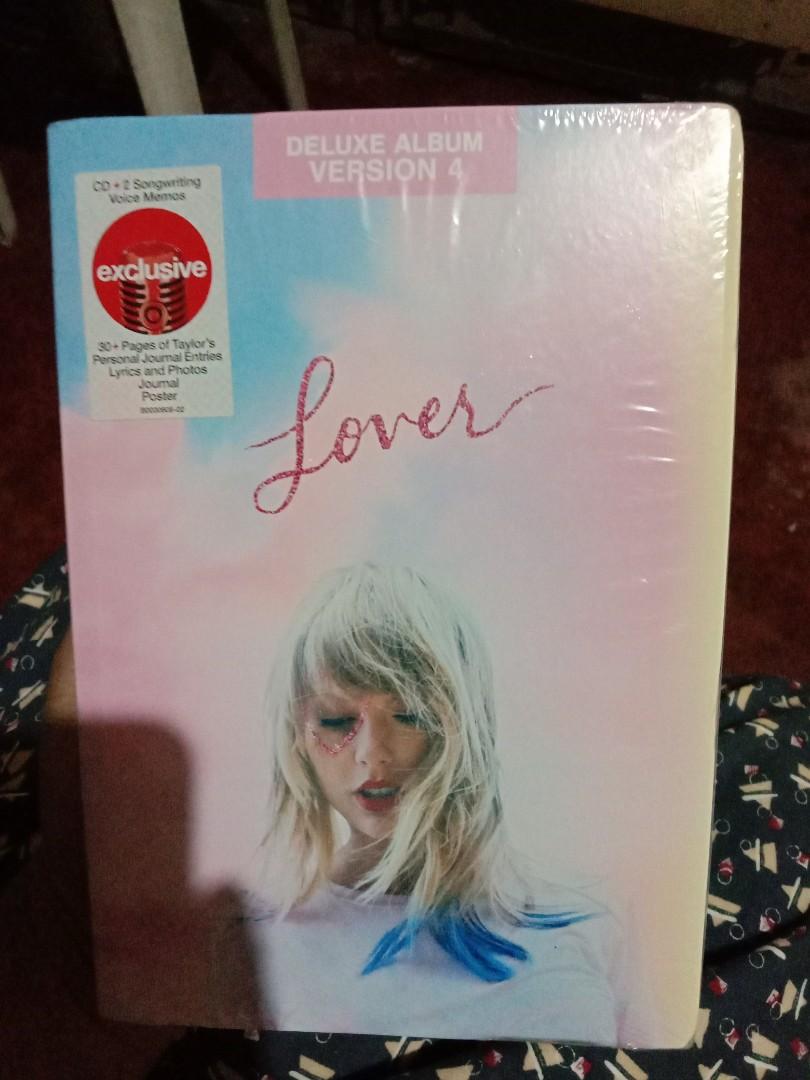 DELUXE ALBUM
VERSION 4
CD + 2 Songwriting
Voice Memos
exclusive
30+ Pages of Taylor's
Personal Journal Entries
Lyrics and Photos
Journal
Poster
Lover